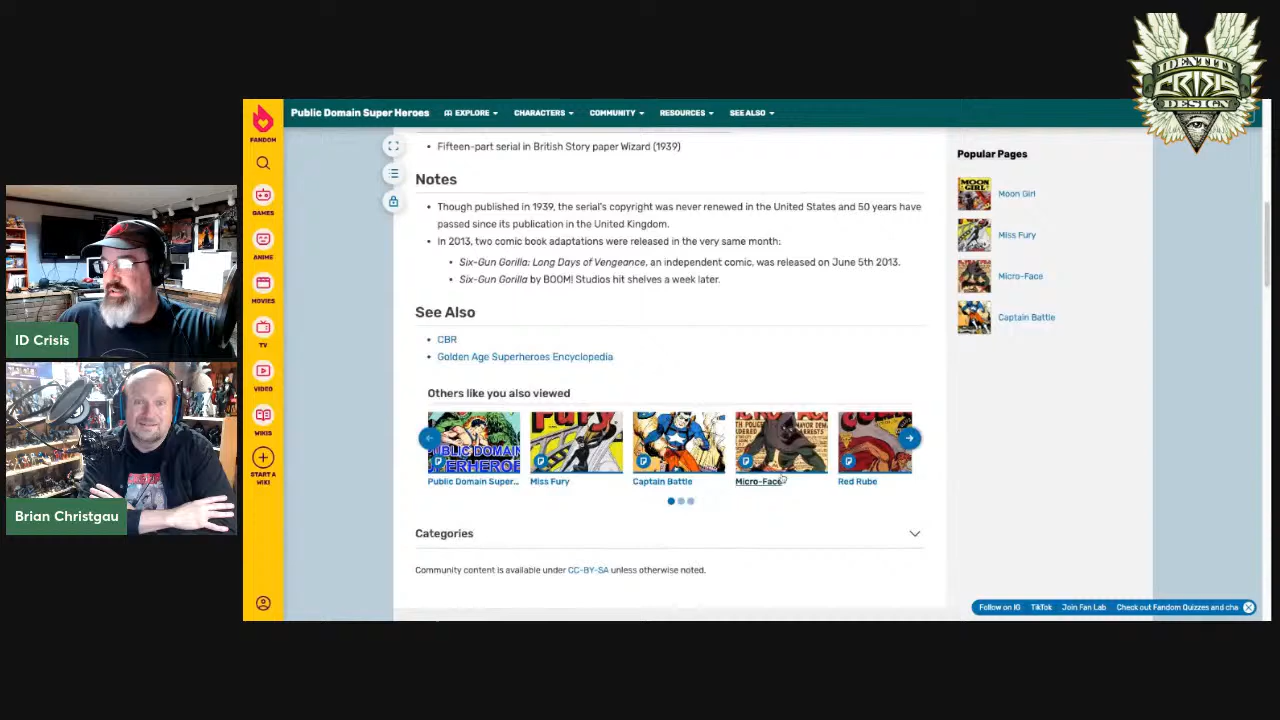 IDENTITY
CRISIS
DESIGN
FANDOM
GAMES
ANIME
MOVIES
TV
VIDEO
WIKIS
START A
WIKI
Public Domain Super Heroes
EXPLORE
CHARACTERS
COMMUNITY
RESOURCES
SEE ALSO
• Fifteen-part serial in British Story paper Wizard (1939)
Notes
• Though published in 1939, the serial's copyright was never renewed in the United States and 50 years have
passed since its publication in the United Kingdom.
• In 2013, two comic book adaptations were released in the very same month:
• Six-Gun Gorilla: Long Days of Vengeance, an independent comic, was released on June 5th 2013.
• Six-Gun Gorilla by BOOM! Studios hit shelves a week later.
See Also
• CBR
• Golden Age Superheroes Encyclopedia
Others like you also viewed
PUBLIC DOMAIN
SUPERHEROES
Fury
Public Domain Super...
Miss Fury
Captain Battle
Micro-Face
Red Rube
Categories
Community content is available under CC-BY-SA unless otherwise noted.
Popular Pages
MOON
GIRL
Moon Girl
Miss Fury
Micro-Face
Captain Battle
Follow on IG
TikTok
Join Fan Lab
Check out Fandom Quizzes and cha
ID Crisis
Brian Christgau